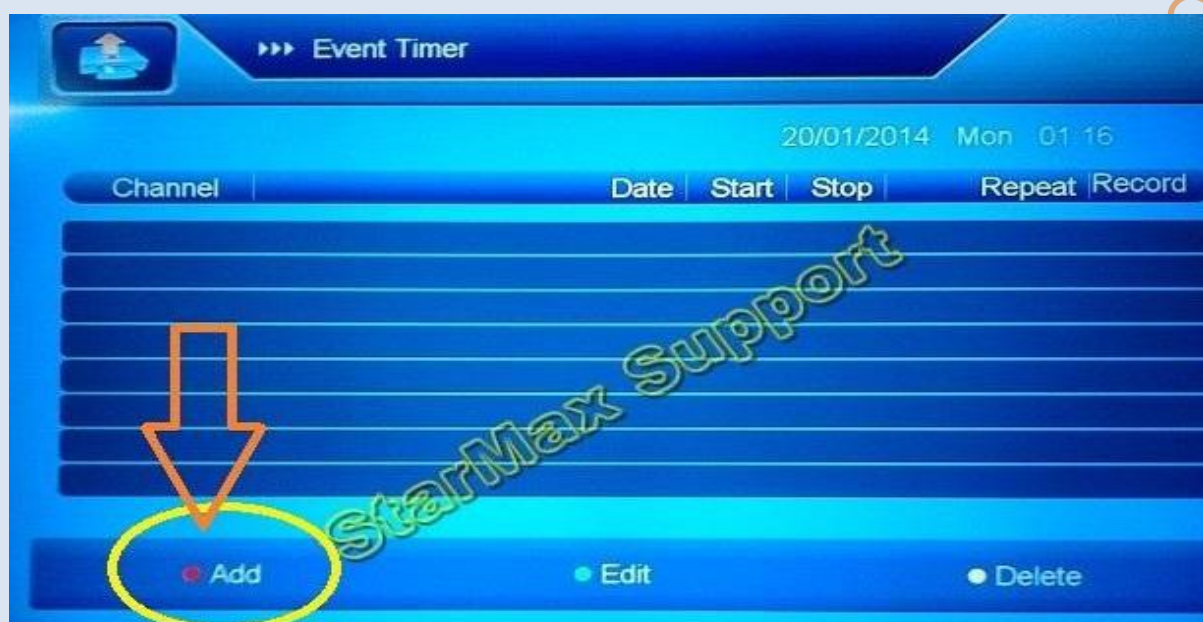 ▸▸▸ Event Timer
20/01/2014 Mon 01 16
Channel Date Start Stop Repeat Record
StarMax Support
Add Edit Delete